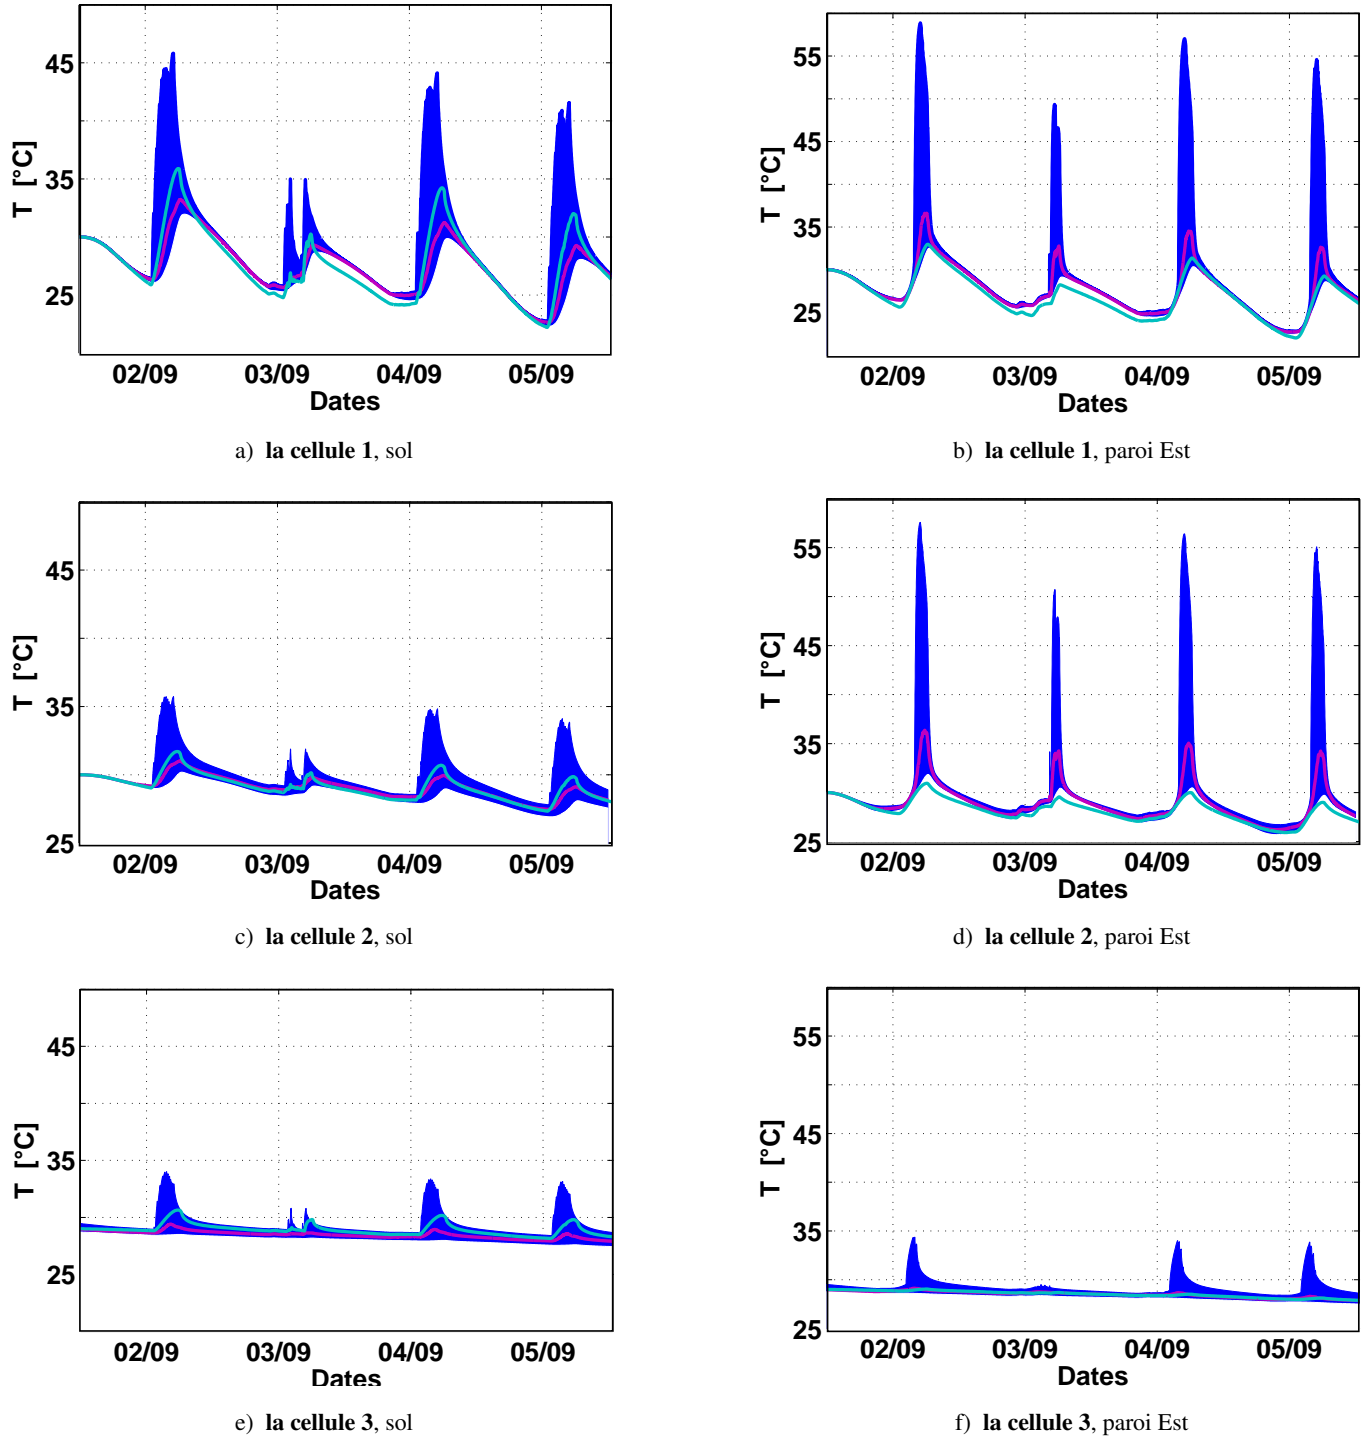 45
35
25
T [°C]
02/09 03/09 04/09 05/09
Dates
a) la cellule 1, sol
55
45
35
25
T [°C]
02/09 03/09 04/09 05/09
Dates
b) la cellule 1, paroi Est
45
35
25
T [°C]
02/09 03/09 04/09 05/09
Dates
c) la cellule 2, sol
55
45
35
25
T [°C]
02/09 03/09 04/09 05/09
Dates
d) la cellule 2, paroi Est
45
35
25
T [°C]
02/09 03/09 04/09 05/09
Dates
e) la cellule 3, sol
55
45
35
25
T [°C]
02/09 03/09 04/09 05/09
Dates
f) la cellule 3, paroi Est